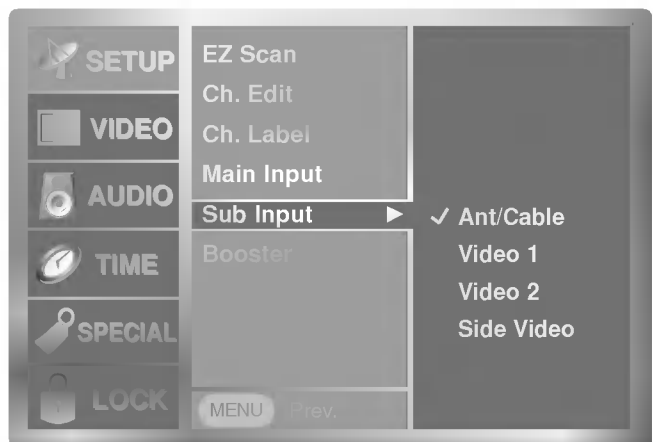 SETUP
VIDEO
AUDIO
TIME
SPECIAL
LOCK
EZ Scan
Ch. Edit
Ch. Label
Main Input
Sub Input ►
Booster
MENU Prev.
✓ Ant/Cable
Video 1
Video 2
Side Video